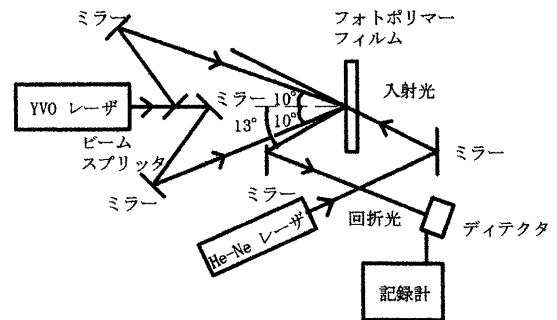 ミラー
フォトポリマー
フィルム
YVO レーザ
ミラー
10°
入射光
13°
10°
ビーム
スプリッタ
ミラー
ミラー
ミラー
He-Ne レーザ
回折光
ディテクタ
記録計